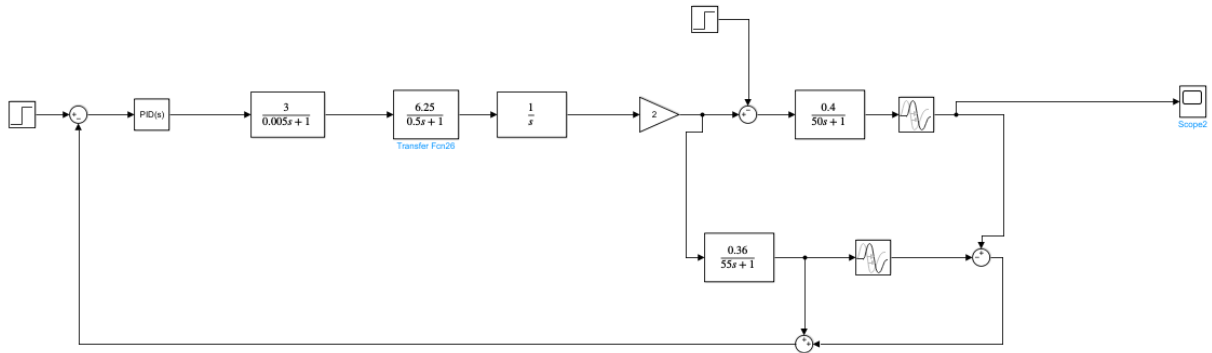 PID(s)
3
0.005s + 1
6.25
0.5s + 1
Transfer Fcn26
1
s
2
0.4
50s + 1
Scope2
0.36
55s + 1